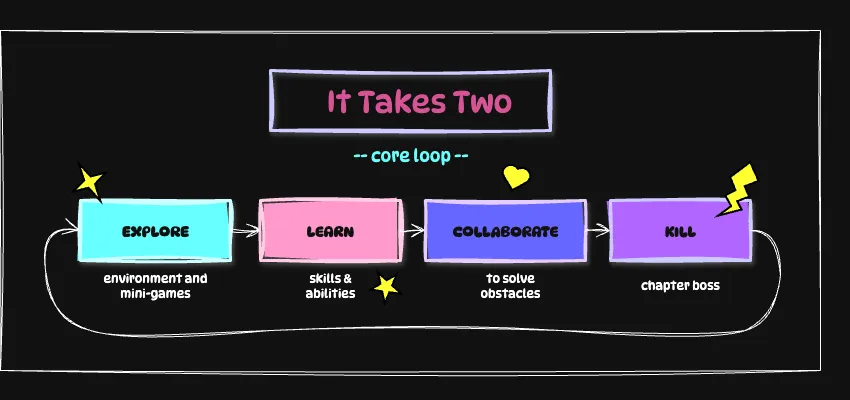 It Takes Two
-- core loop --
EXPLORE
environment and
mini-games
LEARN
skills &
abilities
COLLABORATE
to solve
obstacles
KILL
chapter boss